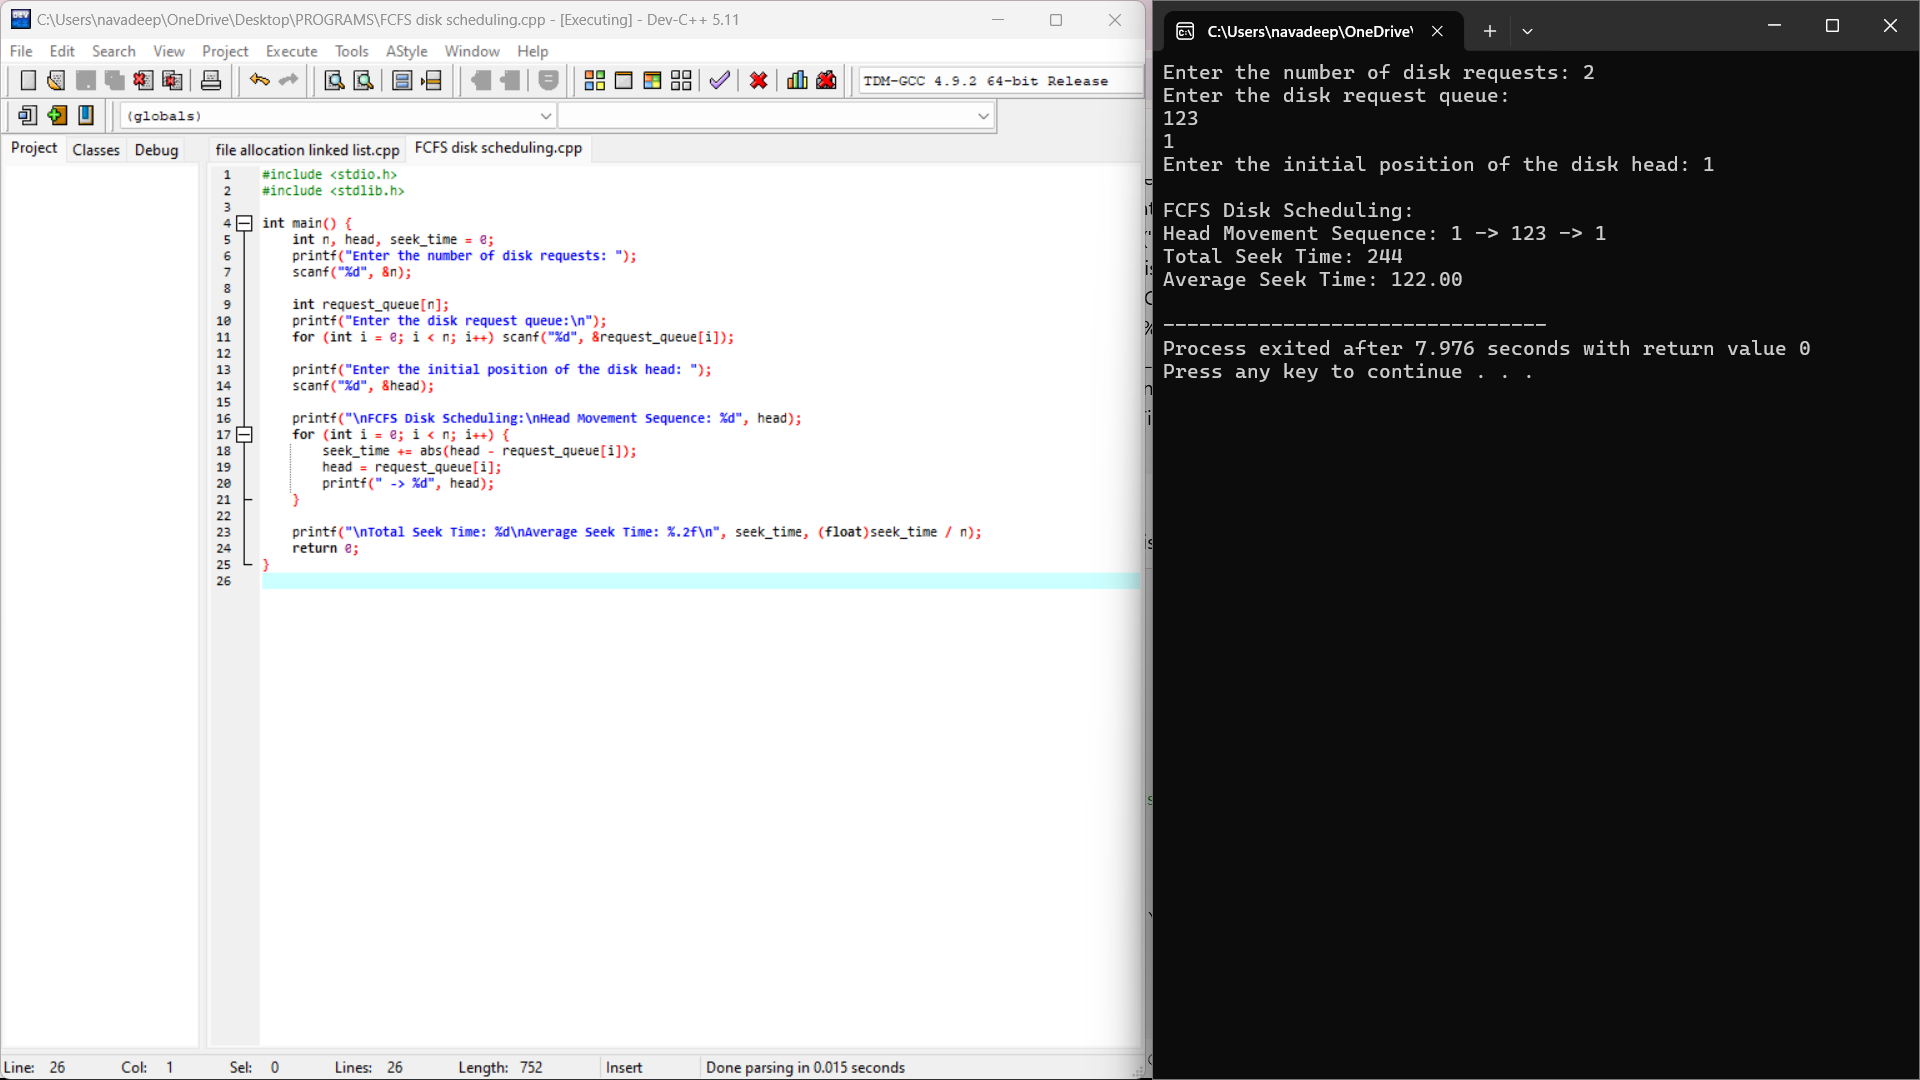 C:\Users\navadeep\OneDrive\Desktop\PROGRAMS\FCFS disk scheduling.cpp - [Executing] - Dev-C++ 5.11
File Edit Search View Project Execute Tools AStyle Window Help
TDM-GCC 4.9.2 64-bit Release
(globals)
Project Classes Debug
file allocation linked list.cpp FCFS disk scheduling.cpp
1 #include <stdio.h>
2 #include <stdlib.h>
3
4 int main() {
5 int n, head, seek_time = 0;
6 printf("Enter the number of disk requests: ");
7 scanf("%d", &n);
8
9 int request_queue[n];
10 printf("Enter the disk request queue:\n");
11 for (int i = 0; i < n; i++) scanf("%d", &request_queue[i]);
12
13 printf("Enter the initial position of the disk head: ");
14 scanf("%d", &head);
15
16 printf("\nFCFS Disk Scheduling:\nHead Movement Sequence: %d", head);
17 for (int i = 0; i < n; i++) {
18 seek_time += abs(head - request_queue[i]);
19 head = request_queue[i];
20 printf(" -> %d", head);
21 }
22
23 printf("\nTotal Seek Time: %d\nAverage Seek Time: %.2f\n", seek_time, (float)seek_time / n);
24 return 0;
25 }
26
Line: 26 Col: 1 Sel: 0 Lines: 26 Length: 752 Insert Done parsing in 0.015 seconds
C:\Users\navadeep\OneDrive\
Enter the number of disk requests: 2
Enter the disk request queue:
123
1
Enter the initial position of the disk head: 1
FCFS Disk Scheduling:
Head Movement Sequence: 1 -> 123 -> 1
Total Seek Time: 244
Average Seek Time: 122.00
--------------------------------
Process exited after 7.976 seconds with return value 0
Press any key to continue . . .